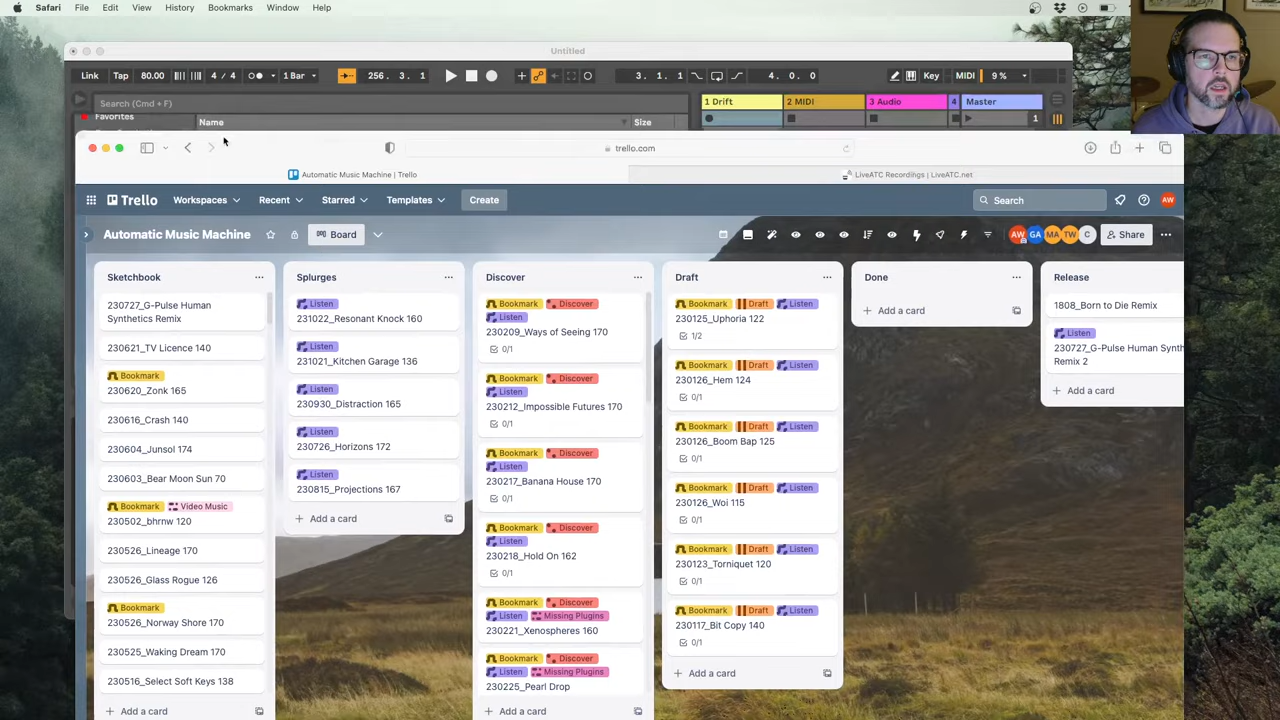 Safari File Edit View History Bookmarks Window Help
Untitled
Link Tap 80.00 4 / 4 1 Bar 256. 3. 1 3. 1. 1 4. 0. 0 Key MIDI 9 %
Search (Cmd + F)
1 Drift 2 MIDI 3 Audio 4 Master
Favorites
Name Size
1
trello.com
Automatic Music Machine | Trello
LiveATC Recordings | LiveATC.net
Trello Workspaces Recent Starred Templates Create Search AW
Automatic Music Machine Board AW GA MA TW C Share
Sketchbook
230727_G-Pulse Human
Synthetics Remix
230621_TV Licence 140
Bookmark
230620_Zonk 165
230616_Crash 140
230604_Junsol 174
230603_Bear Moon Sun 70
Bookmark Video Music
230502_bhrnw 120
230526_Lineage 170
230526_Glass Rogue 126
Bookmark
230526_Norway Shore 170
230525_Waking Dream 170
230516_Select Soft Keys 138
Add a card
Splurges
Listen
231022_Resonant Knock 160
Listen
231021_Kitchen Garage 136
Listen
230930_Distraction 165
Listen
230726_Horizons 172
Listen
230815_Projections 167
Add a card
Discover
Bookmark Discover
Listen
230209_Ways of Seeing 170
0/1
Bookmark Discover
Listen
230212_Impossible Futures 170
0/1
Bookmark Discover
Listen
230217_Banana House 170
0/1
Bookmark Discover
Listen
230218_Hold On 162
0/1
Bookmark Discover
Listen Missing Plugins
230221_Xenospheres 160
Bookmark Discover
Listen Missing Plugins
230225_Pearl Drop
Add a card
Draft
Bookmark Draft Listen
230125_Uphoria 122
1/2
Bookmark Draft Listen
230126_Hem 124
0/1
Bookmark Draft Listen
230126_Boom Bap 125
0/1
Bookmark Draft Listen
230126_Woi 115
0/1
Bookmark Draft Listen
230123_Torniquet 120
0/1
Bookmark Draft Listen
230117_Bit Copy 140
0/1
Add a card
Done
Add a card
Release
1808_Born to Die Remix
Listen
230727_G-Pulse Human Synth
Remix 2
Add a card